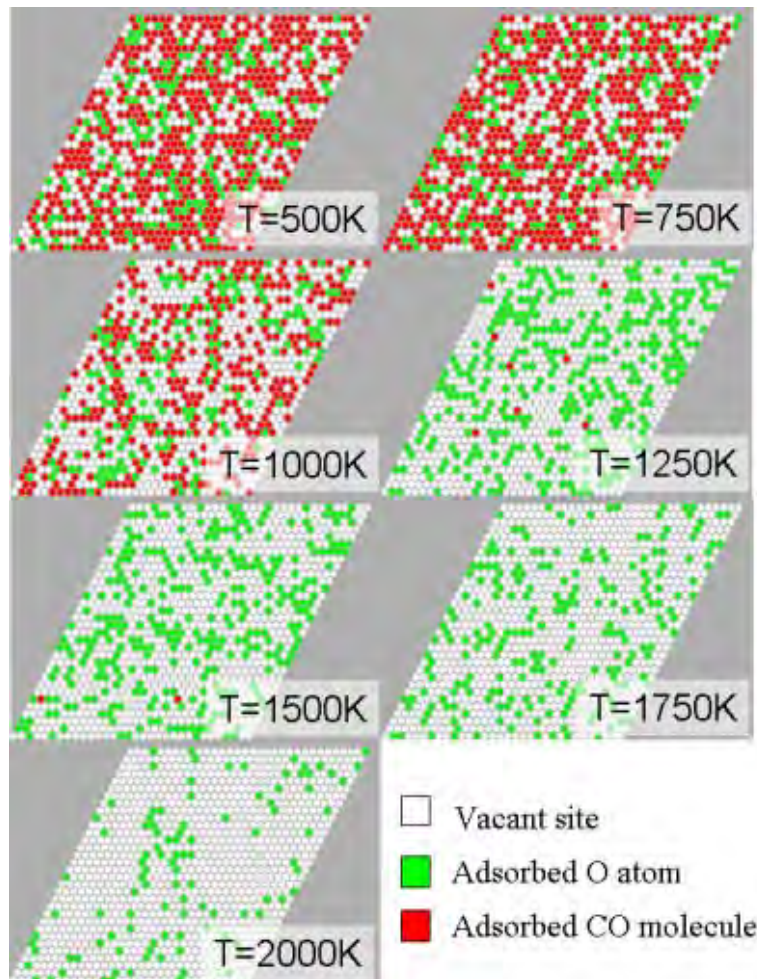 T=500K
T=750K
T=1000K
T=1250K
T=1500K
T=1750K
T=2000K
Vacant site
Adsorbed O atom
Adsorbed CO molecule